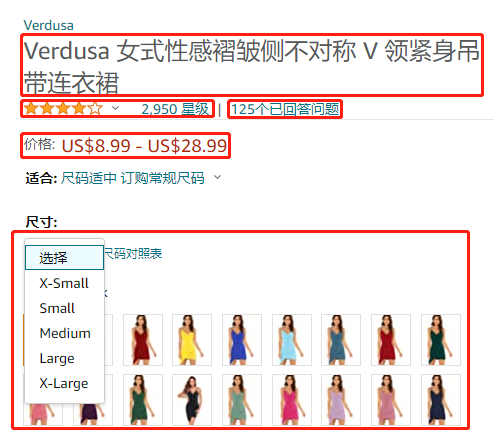 Verdusa
Verdusa 女式性感褶皱侧不对称 V 领紧身吊
带连衣裙
2,950 星级 | 125个已回答问题
价格: US$8.99 - US$28.99
适合: 尺码适中 订购常规尺码
尺寸:
选择 尺码对照表
X-Small
Small
Medium
Large
X-Large